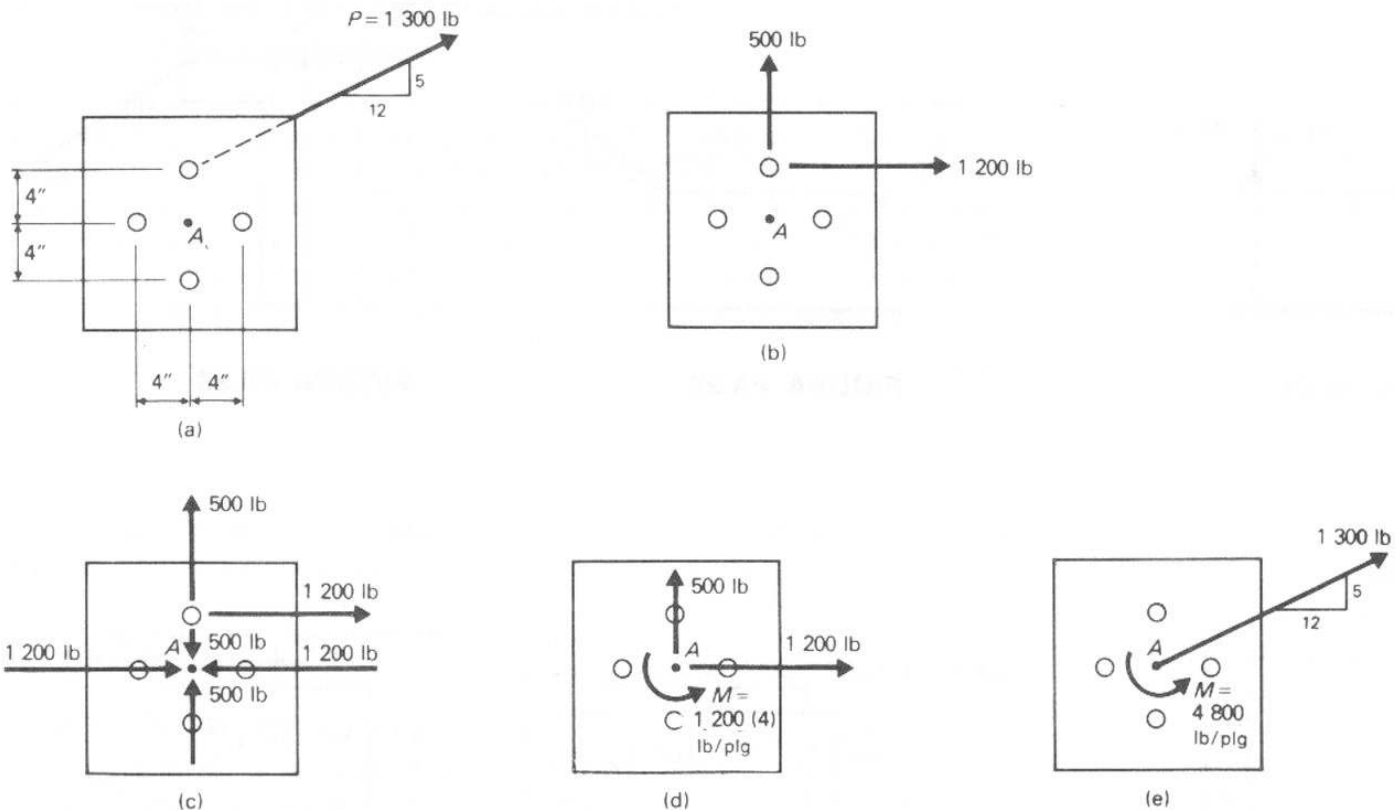 P = 1 300 lb
5
12
4"
4"
A
4" 4"
(a)
500 lb
1 200 lb
A
(b)
500 lb
1 200 lb
1 200 lb
A
500 lb
1 200 lb
500 lb
(c)
500 lb
A
1 200 lb
M =
1 200 (4)
lb/plg
(d)
1 300 lb
5
12
A
M =
4 800
lb/plg
(e)